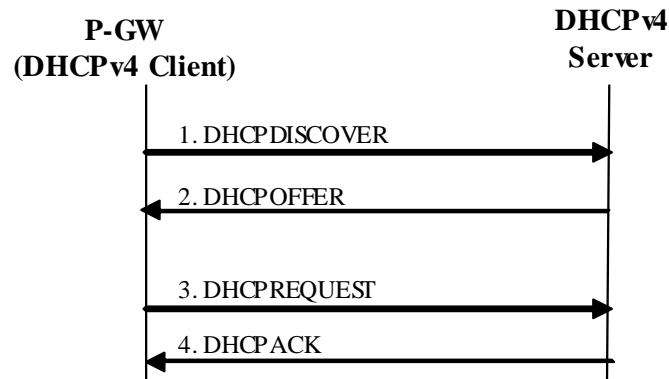 P-GW
(DHCPv4 Client)
DHCPv4
Server
1. DHCPDISCOVER
2. DHCPOFFER
3. DHCPREQUEST
4. DHCPACK